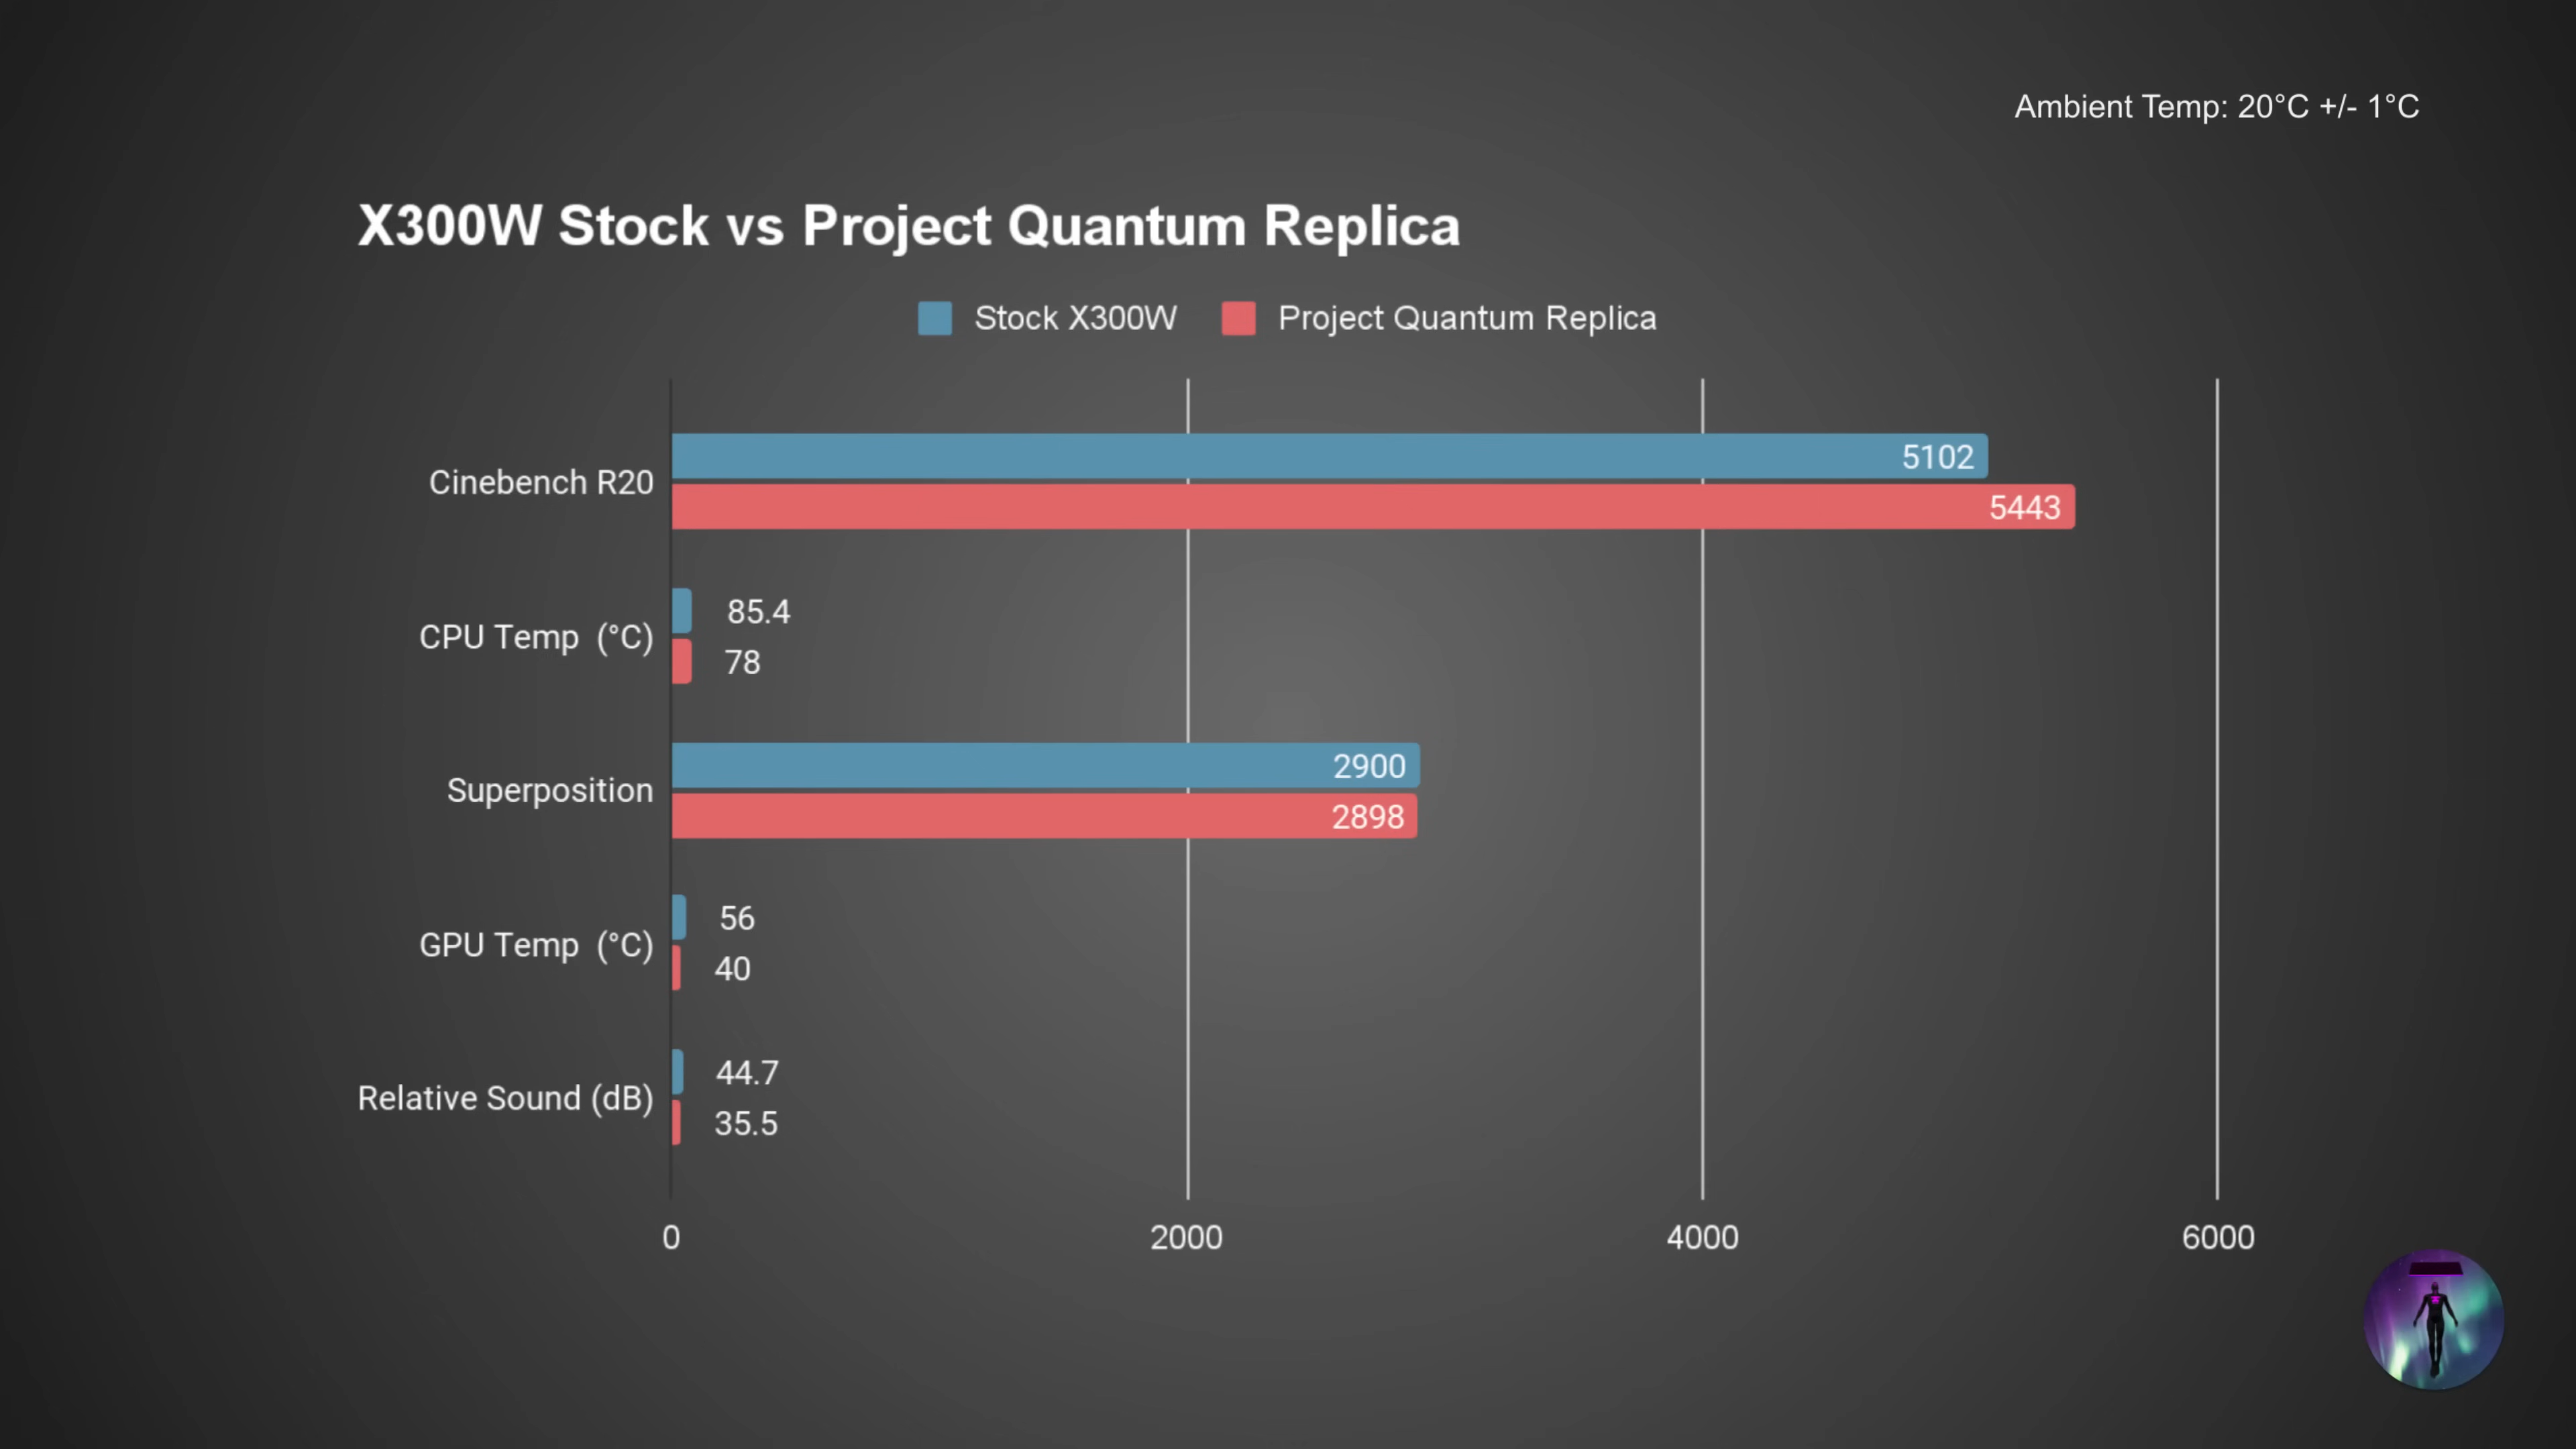 Ambient Temp: 20°C +/- 1°C
X300W Stock vs Project Quantum Replica
Stock X300W
Project Quantum Replica
Cinebench R20
5102
5443
CPU Temp (°C)
85.4
78
Superposition
2900
2898
GPU Temp (°C)
56
40
Relative Sound (dB)
44.7
35.5
0
2000
4000
6000